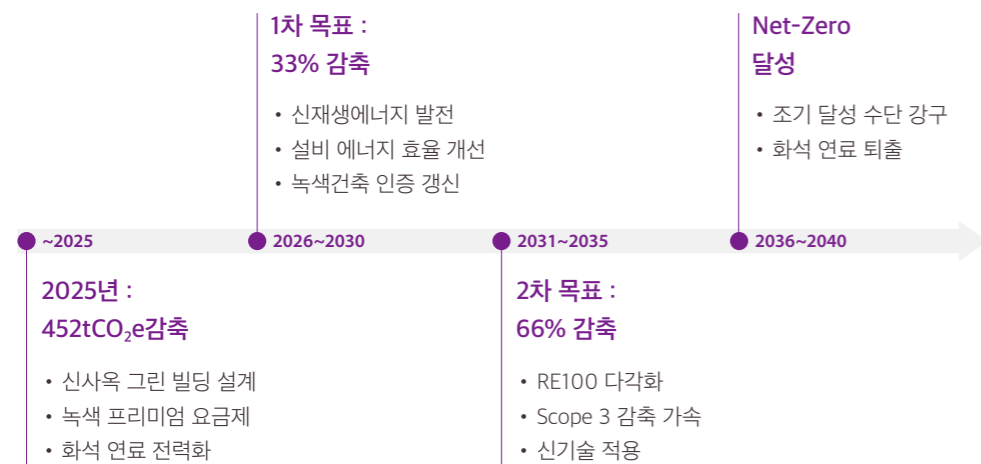 1차 목표 :
33% 감축
• 신재생에너지 발전
• 설비 에너지 효율 개선
• 녹색건축 인증 갱신
Net-Zero
달성
• 조기 달성 수단 강구
• 화석 연료 퇴출
~2025
2026~2030
2031~2035
2036~2040
2025년 :
452tCO₂e감축
• 신사옥 그린 빌딩 설계
• 녹색 프리미엄 요금제
• 화석 연료 전력화
2차 목표 :
66% 감축
• RE100 다각화
• Scope 3 감축 가속
• 신기술 적용